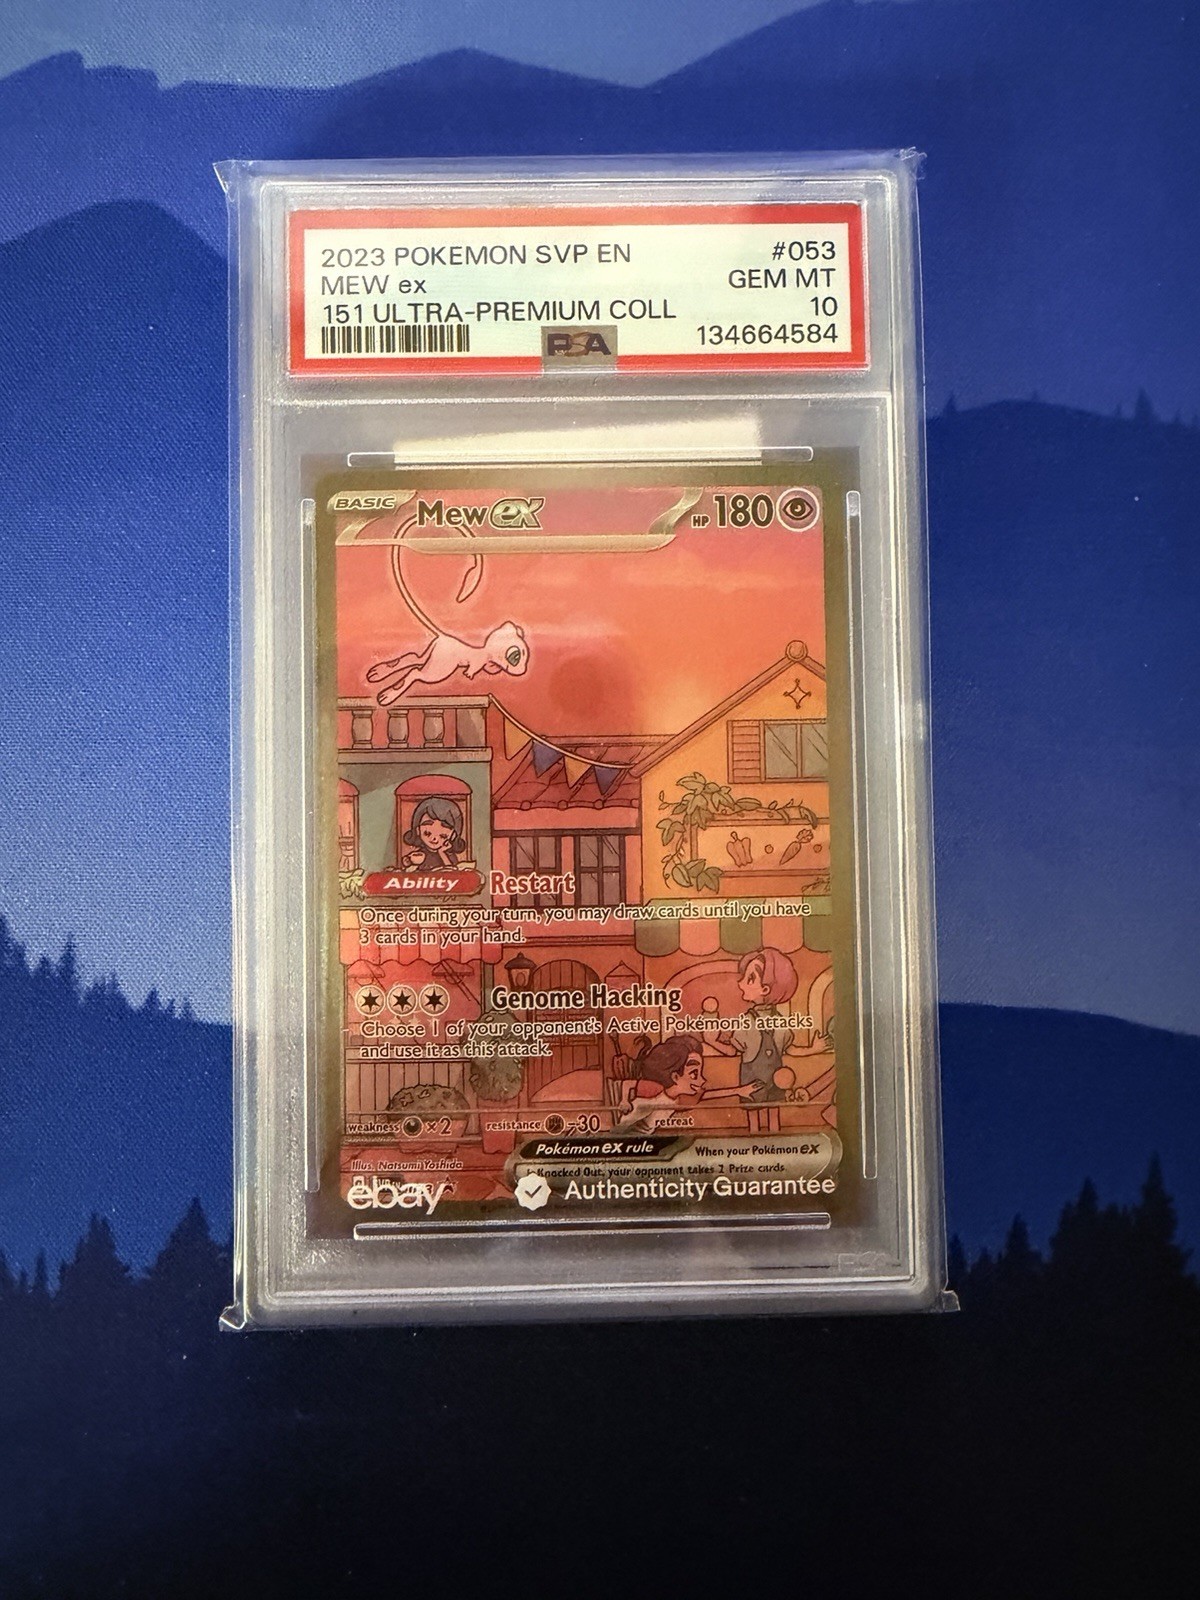 2023 POKEMON SVP EN #053
MEW ex GEM MT
151 ULTRA-PREMIUM COLL 10
PSA 134664584
BASIC Mew ex HP 180
Ability Restart
Once during your turn, you may draw cards until you have
3 cards in your hand.
Genome Hacking
Choose 1 of your opponent's Active Pokémon's attacks
and use it as this attack.
weakness ×2 resistance -30 retreat
Pokémon ex rule When your Pokémon ex
is Knocked Out, your opponent takes 2 Prize cards
Illus. Natsumi Yoshida
ebay Authenticity Guarantee